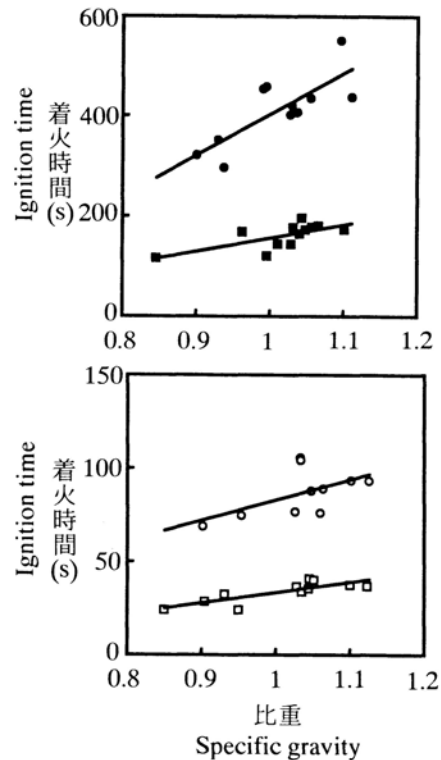 600
400
200
0
Ignition time
着火時間
(s)
0.8 0.9 1 1.1 1.2
150
100
50
0
Ignition time
着火時間
(s)
0.8 0.9 1 1.1 1.2
比重
Specific gravity